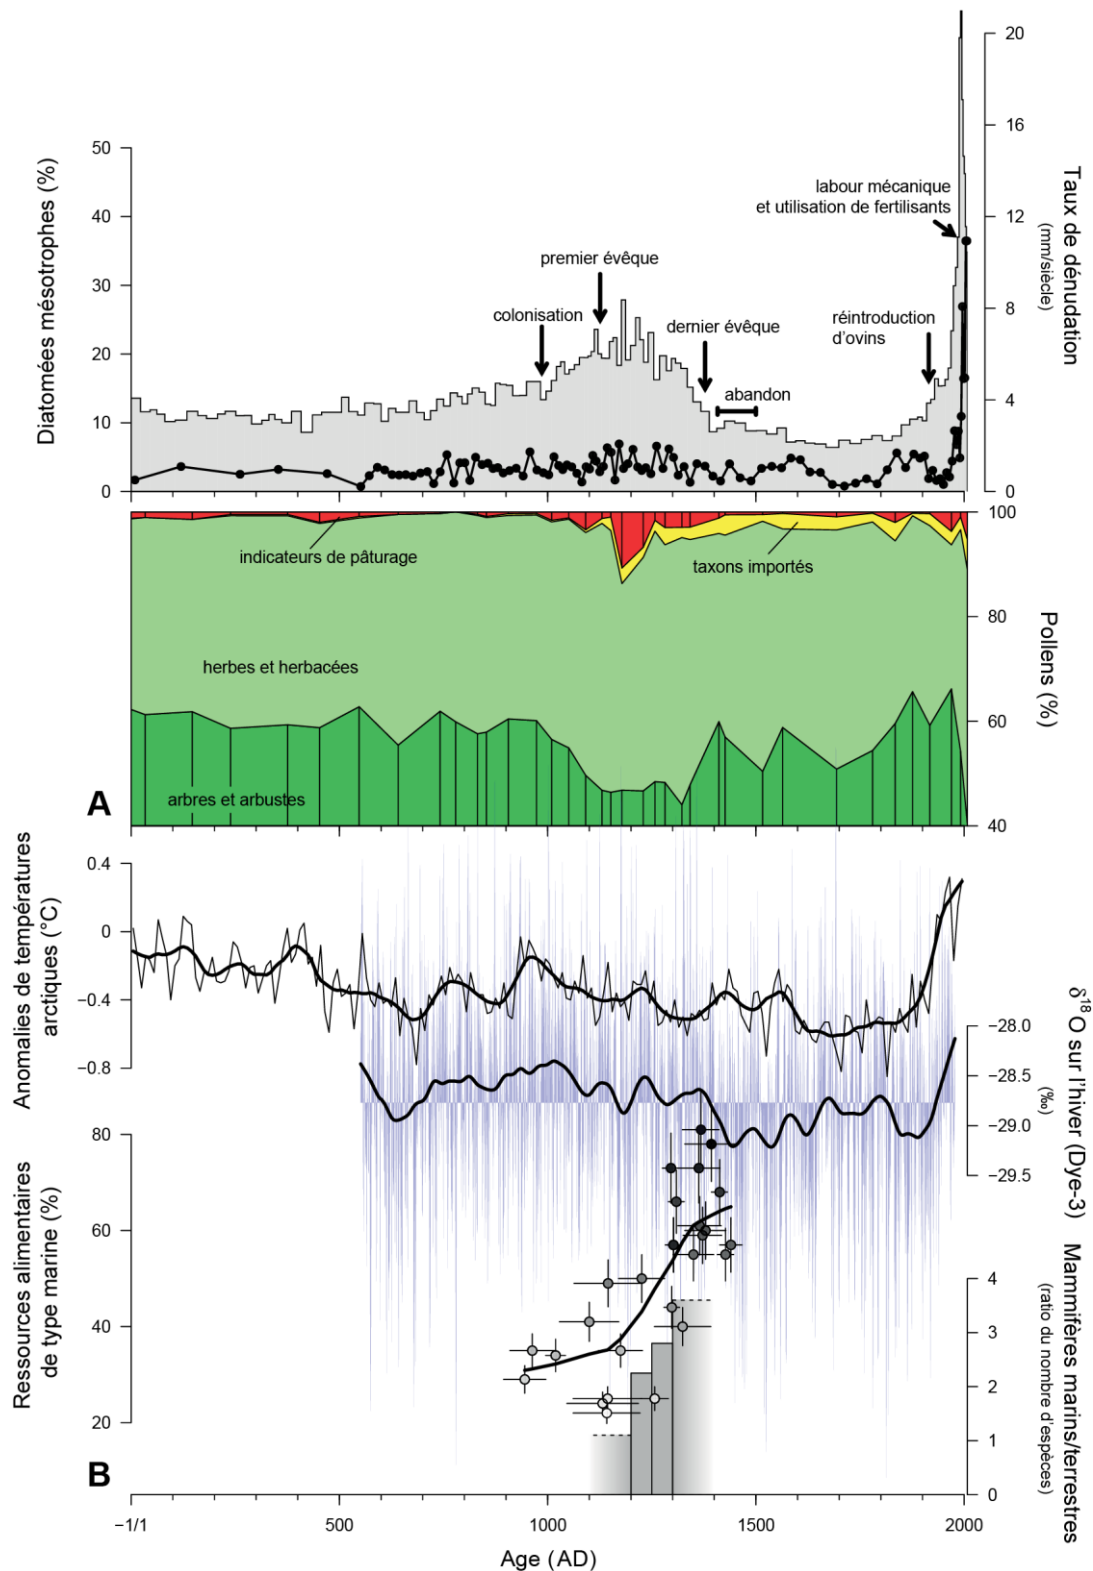 Diatomées mésotrophes (%)
50
40
30
20
10
0
colonisation
premier évêque
dernier évêque
abandon
réintroduction
d'ovins
labour mécanique
et utilisation de fertilisants
20
16
12
8
4
0
Taux de dénudation
(mm/siècle)
indicateurs de pâturage
taxons importés
herbes et herbacées
arbres et arbustes
A
100
80
60
40
Pollens (%)
Anomalies de températures
arctiques (°C)
0.4
0
−0.4
−0.8
−28.0
−28.5
−29.0
−29.5
δ18O sur l'hiver (Dye-3)
(‰)
Ressources alimentaires
de type marine (%)
80
60
40
20
B
4
3
2
1
0
Mammifères marins/terrestres
(ratio du nombre d'espèces)
−1/1
500
1000
1500
2000
Age (AD)